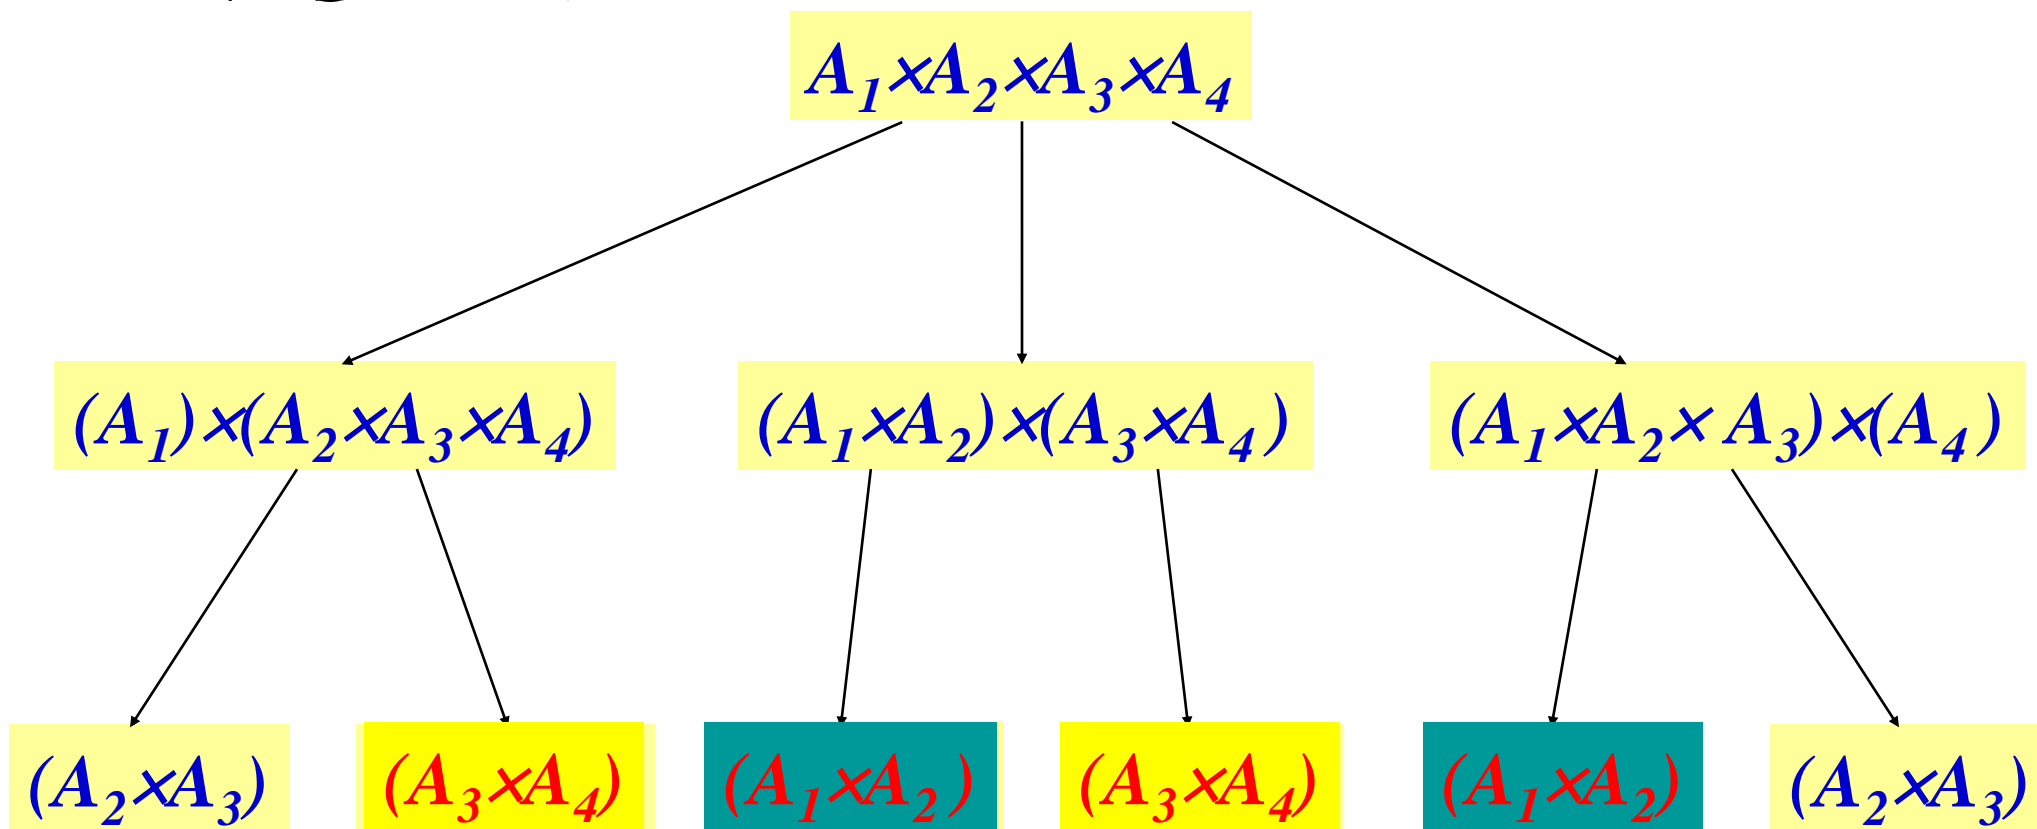 A₁×A₂×A₃×A₄
(A₁)×(A₂×A₃×A₄)
(A₁×A₂)×(A₃×A₄ )
(A₁×A₂× A₃)×(A₄ )
(A₂×A₃)
(A₃×A₄)
(A₁×A₂ )
(A₃×A₄)
(A₁×A₂)
(A₂×A₃)